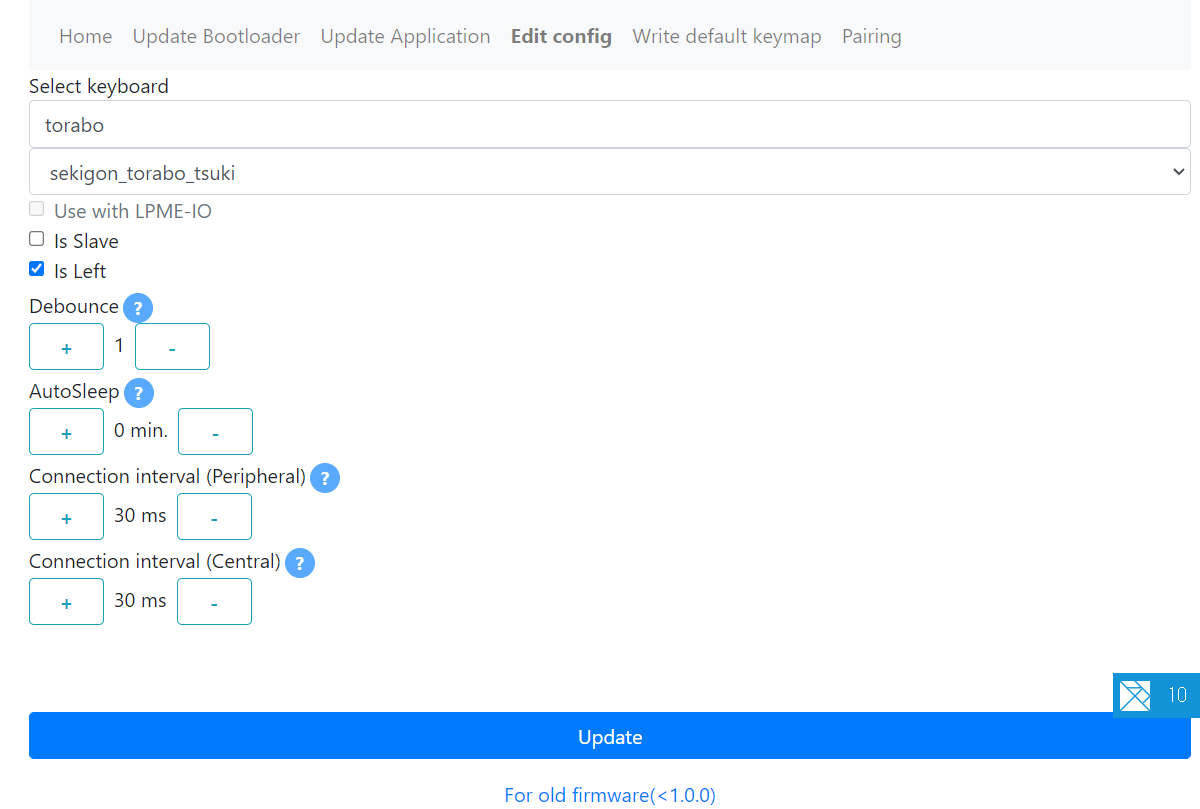 Home Update Bootloader Update Application Edit config Write default keymap Pairing
Select keyboard
torabo
sekigon_torabo_tsuki
Use with LPME-IO
Is Slave
Is Left
Debounce ?
+ 1 -
AutoSleep ?
+ 0 min. -
Connection interval (Peripheral) ?
+ 30 ms -
Connection interval (Central) ?
+ 30 ms -
10
Update
For old firmware(<1.0.0)